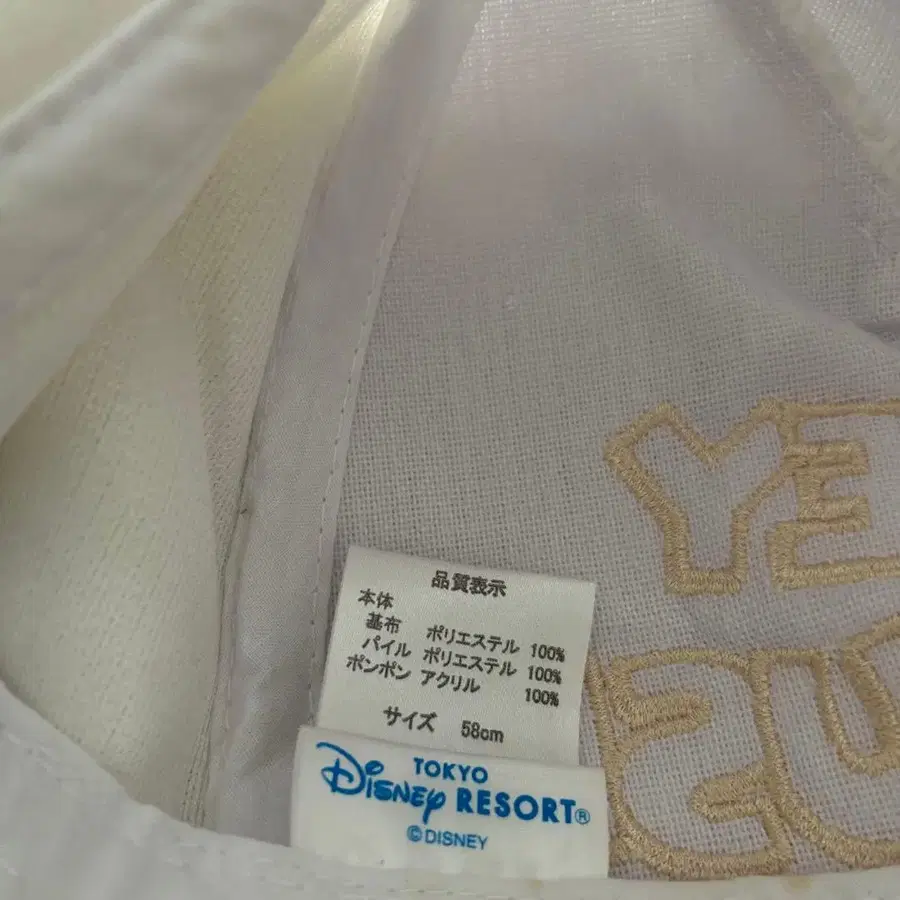 品質表示
本体
基布 ポリエステル 100%
パイル ポリエステル 100%
ポンポン アクリル 100%
サイズ 58cm
TOKYO
Disney RESORT®
©DISNEY